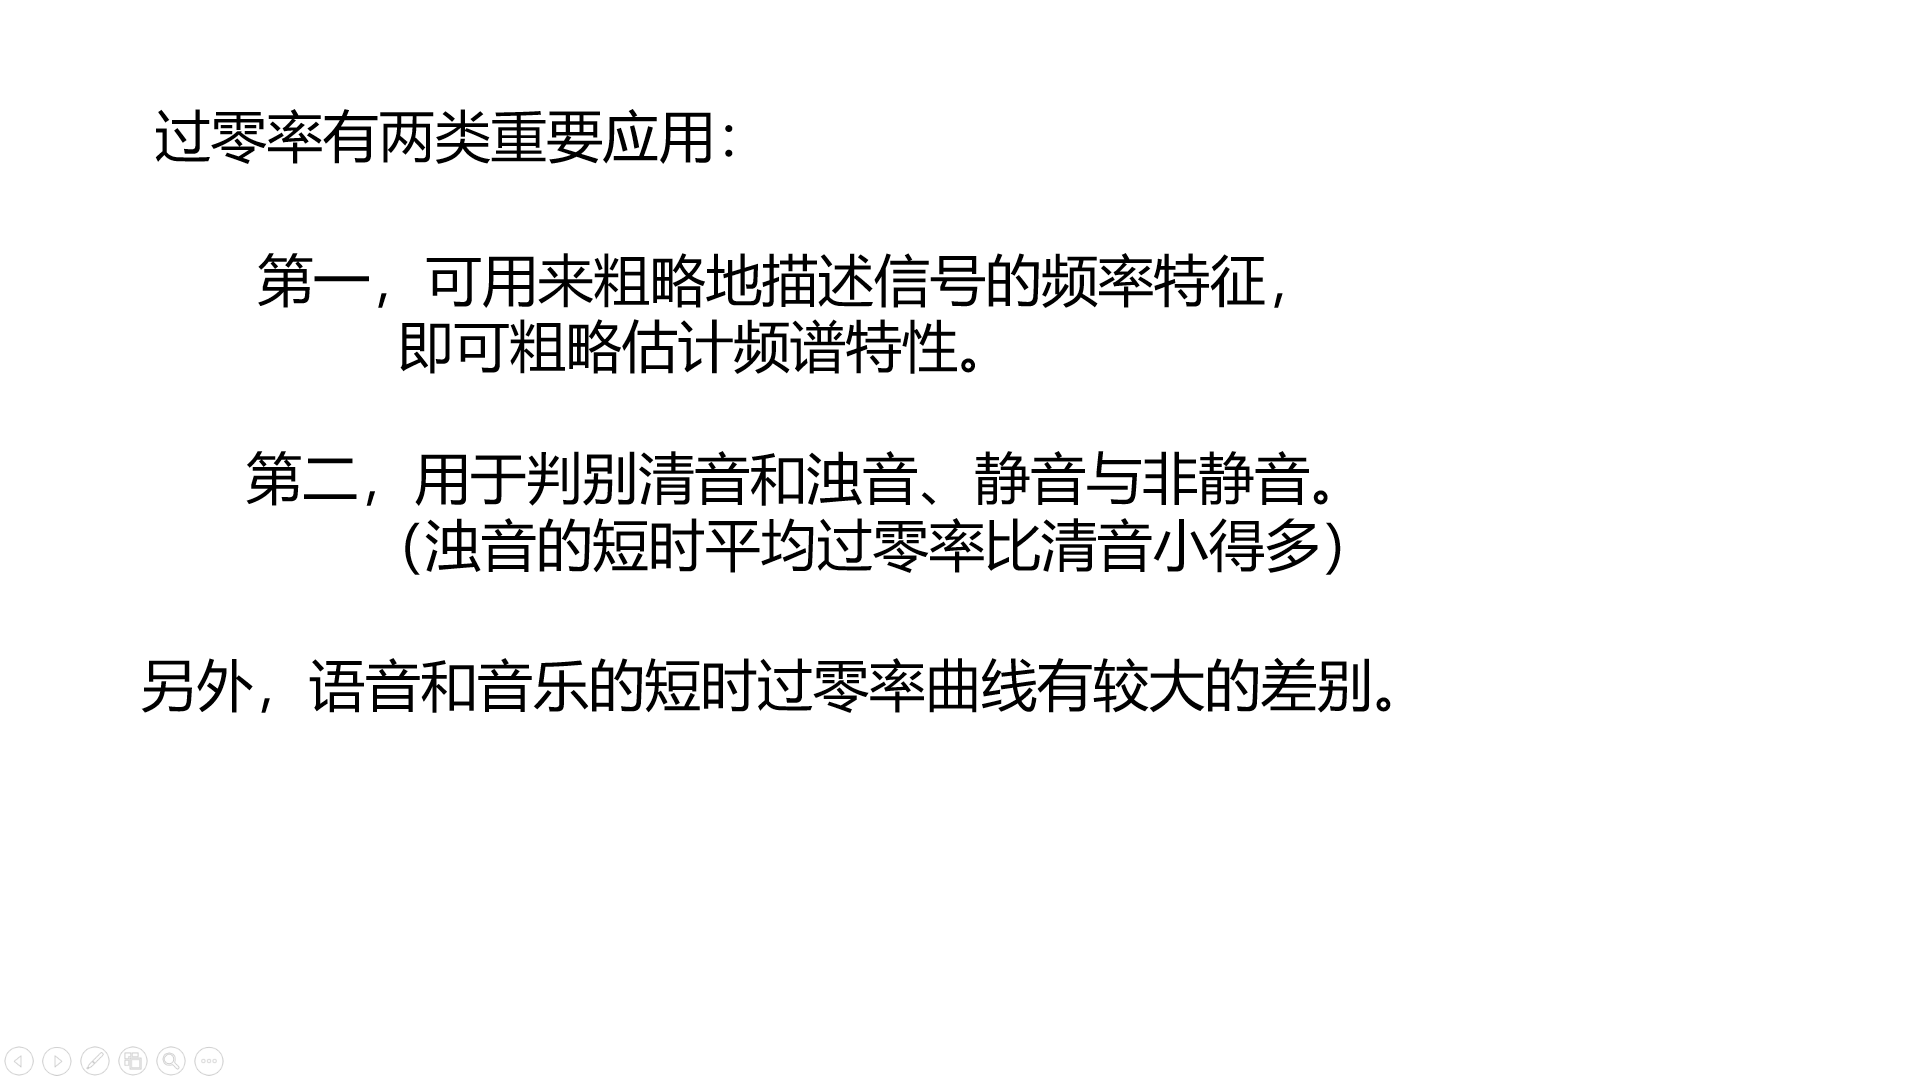 过零率有两类重要应用：
第一，可用来粗略地描述信号的频率特征，
即可粗略估计频谱特性。
第二，用于判别清音和浊音、静音与非静音。
（浊音的短时平均过零率比清音小得多）
另外，语音和音乐的短时过零率曲线有较大的差别。